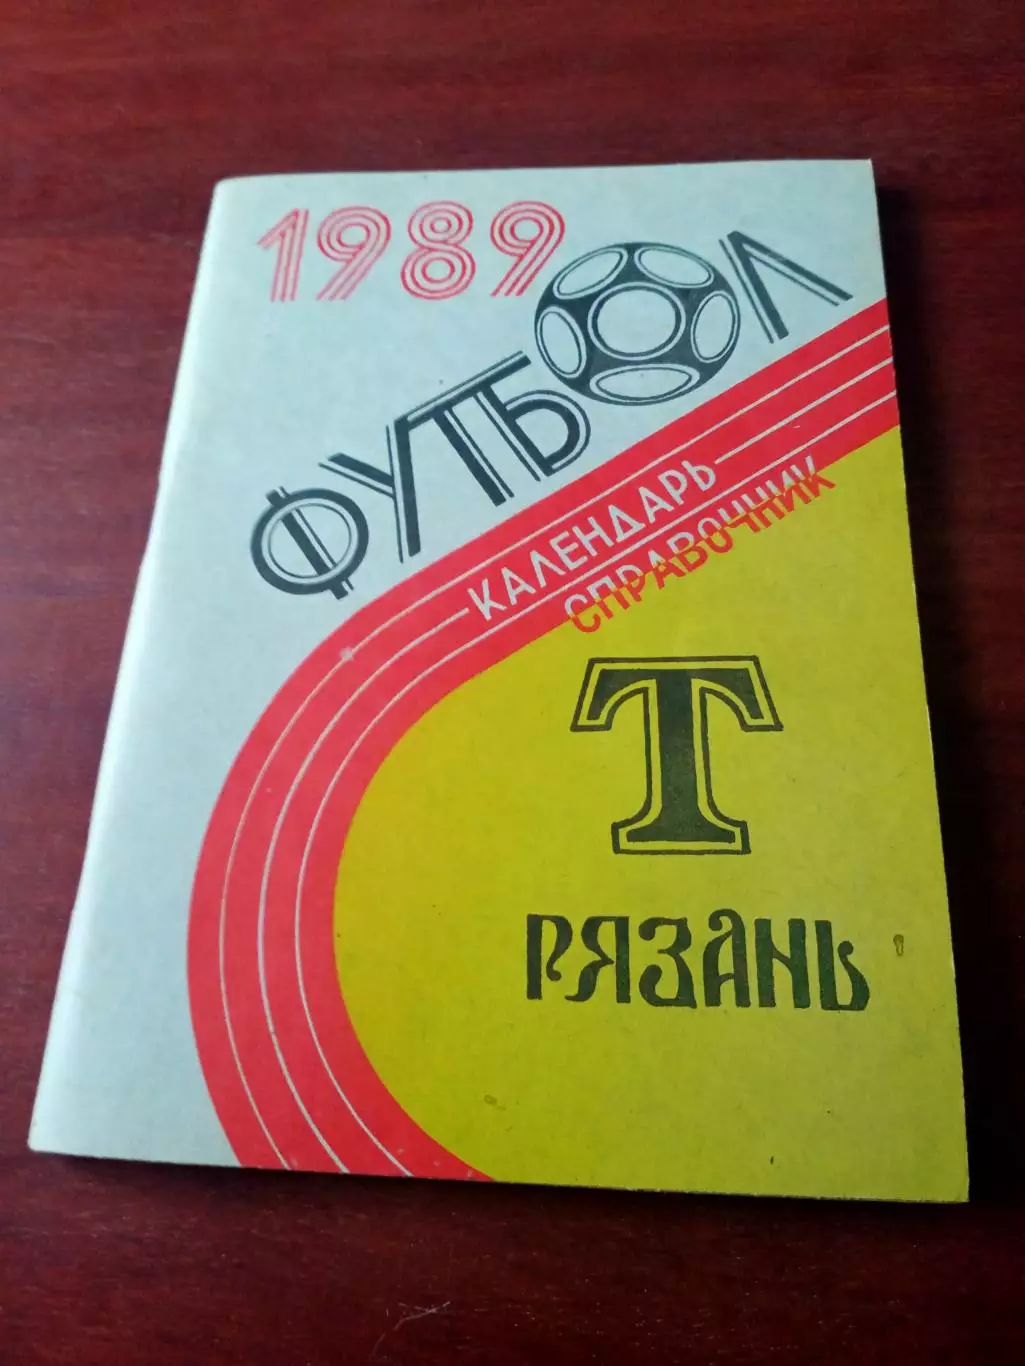 1989
ФУТБОЛ
КАЛЕНДАРЬ
СПРАВОЧНИК
Т
РЯЗАНЬ